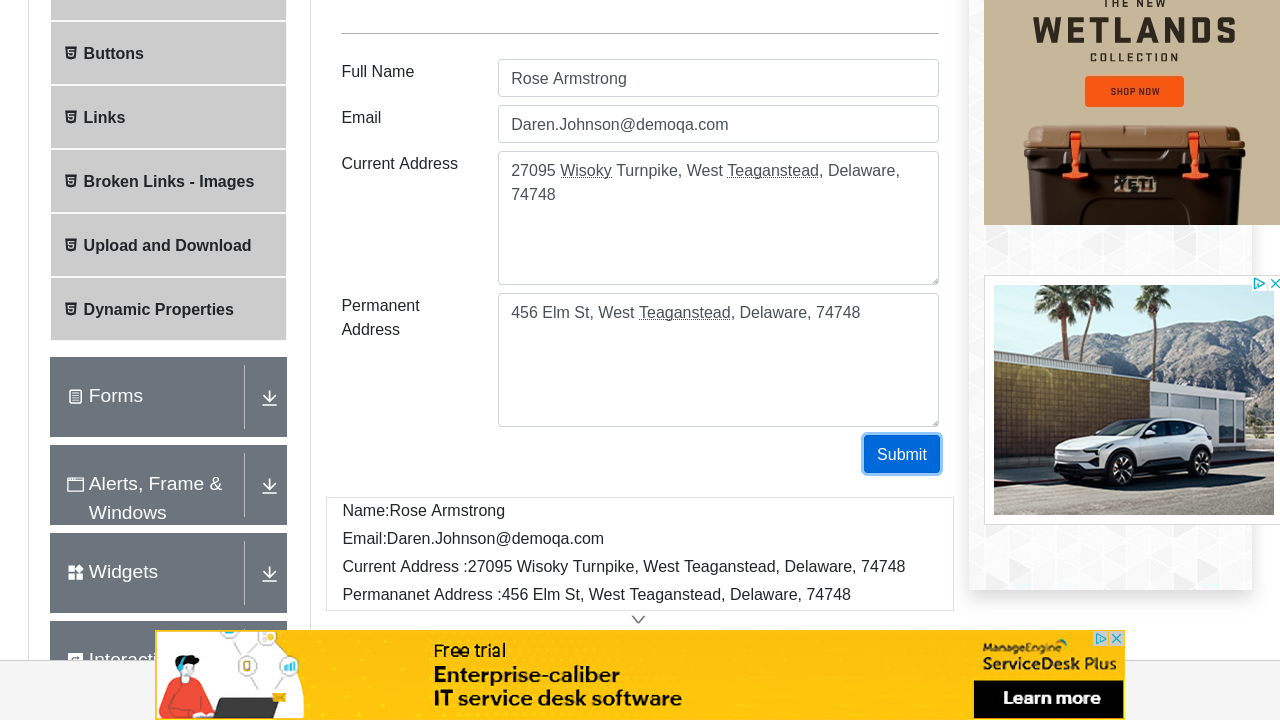 Buttons
Links
Broken Links - Images
Upload and Download
Dynamic Properties
Forms
Alerts, Frame &
Windows
Widgets
Full Name
Rose Armstrong
Email
Daren.Johnson@demoqa.com
Current Address
27095 Wisoky Turnpike, West Teaganstead, Delaware,
74748
Permanent
Address
456 Elm St, West Teaganstead, Delaware, 74748
Submit
Name:Rose Armstrong
Email:Daren.Johnson@demoqa.com
Current Address :27095 Wisoky Turnpike, West Teaganstead, Delaware, 74748
Permananet Address :456 Elm St, West Teaganstead, Delaware, 74748
THE NEW
WETLANDS
COLLECTION
SHOP NOW
YETI
Free trial
Enterprise-caliber
IT service desk software
ManageEngine
ServiceDesk Plus
Learn more